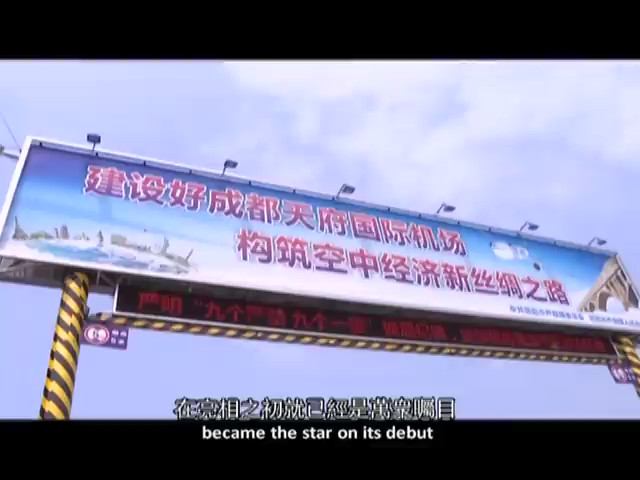 建设好成都天府国际机场
构筑空中经济新丝绸之路
严明“九个严禁 九个一律”
在亮相之初就已經是萬衆矚目
became the star on its debut